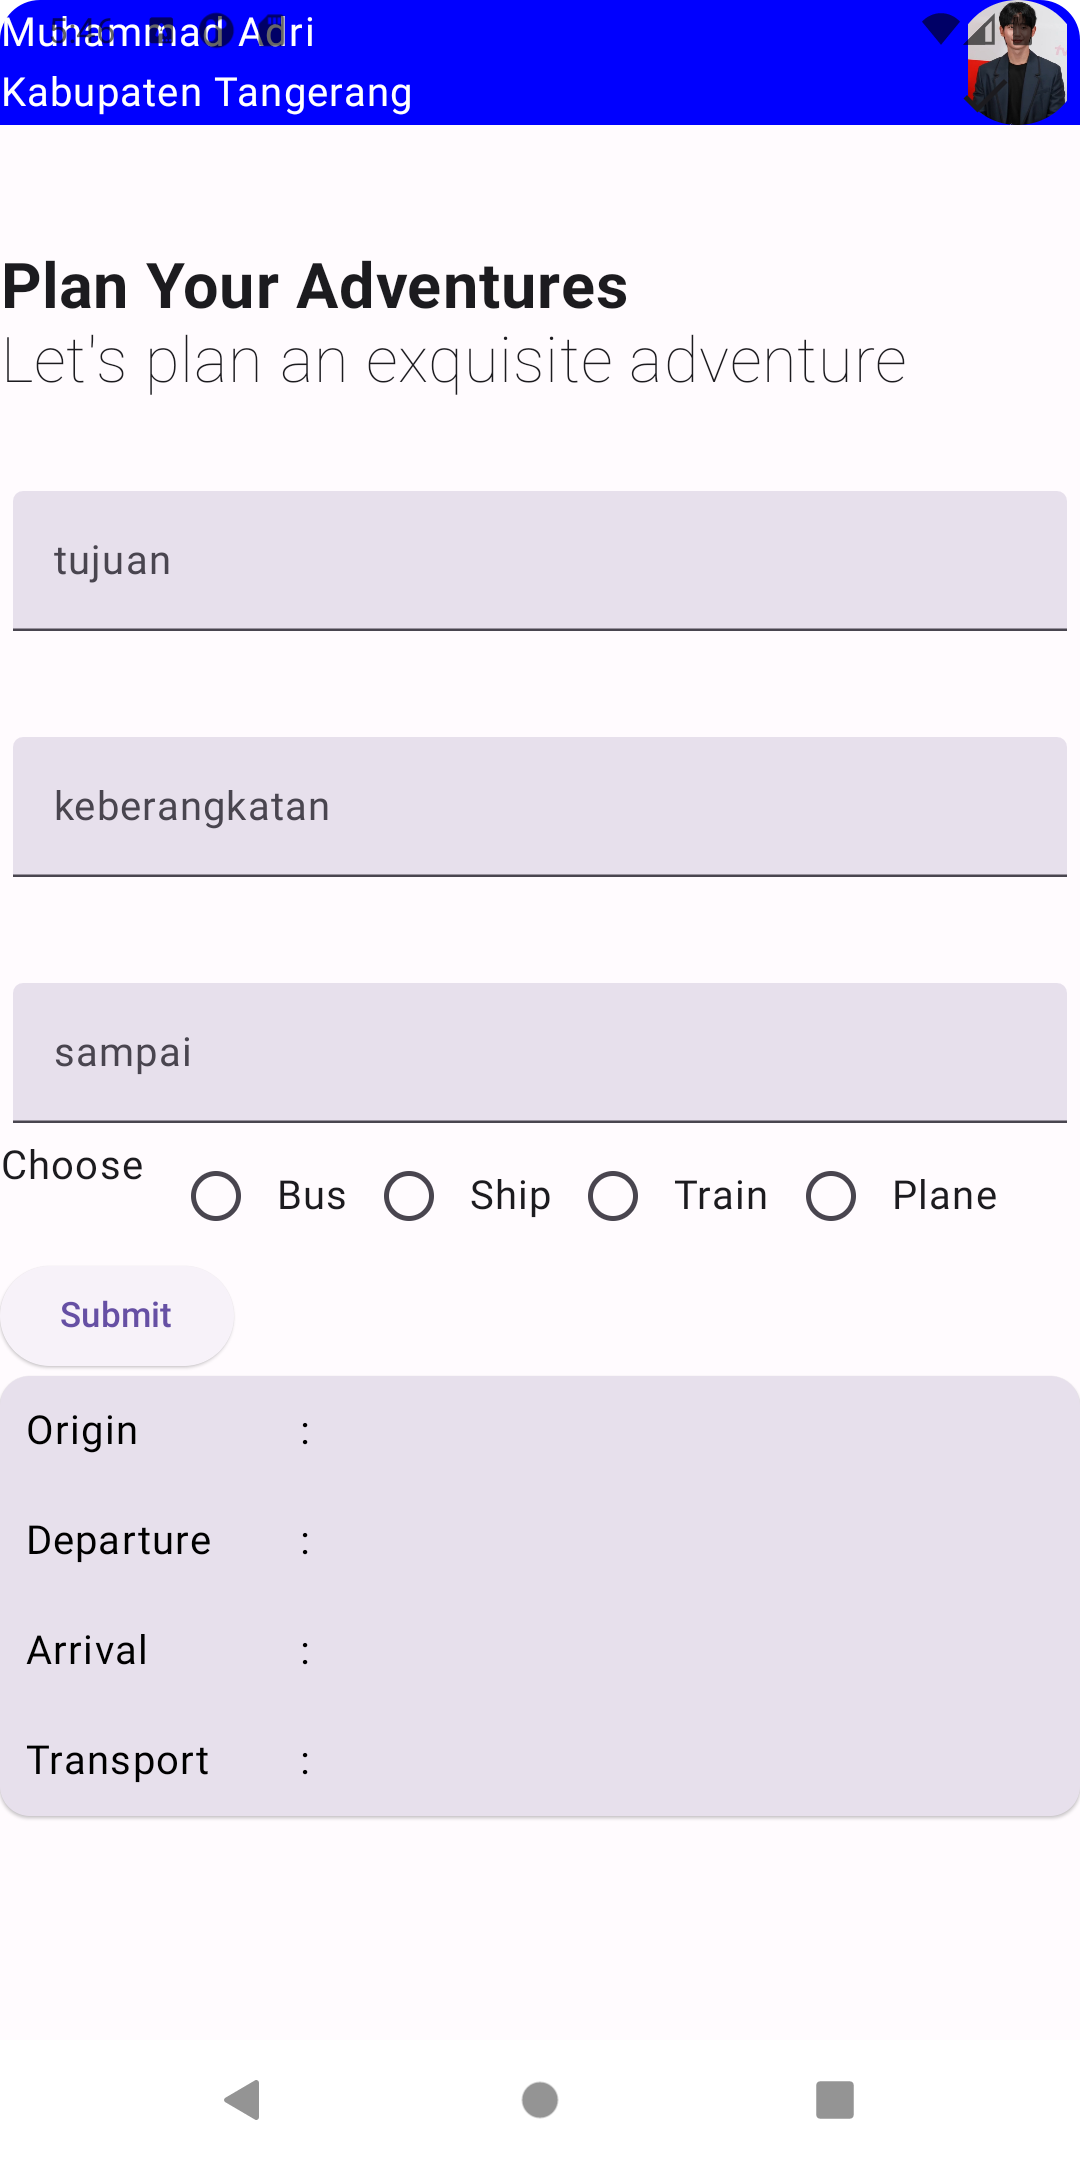 Muhammad Adri
Kabupaten Tangerang
Plan Your Adventures
Let's plan an exquisite adventure
tujuan
keberangkatan
sampai
Choose
Bus Ship Train Plane
Submit
Origin :
Departure :
Arrival :
Transport :